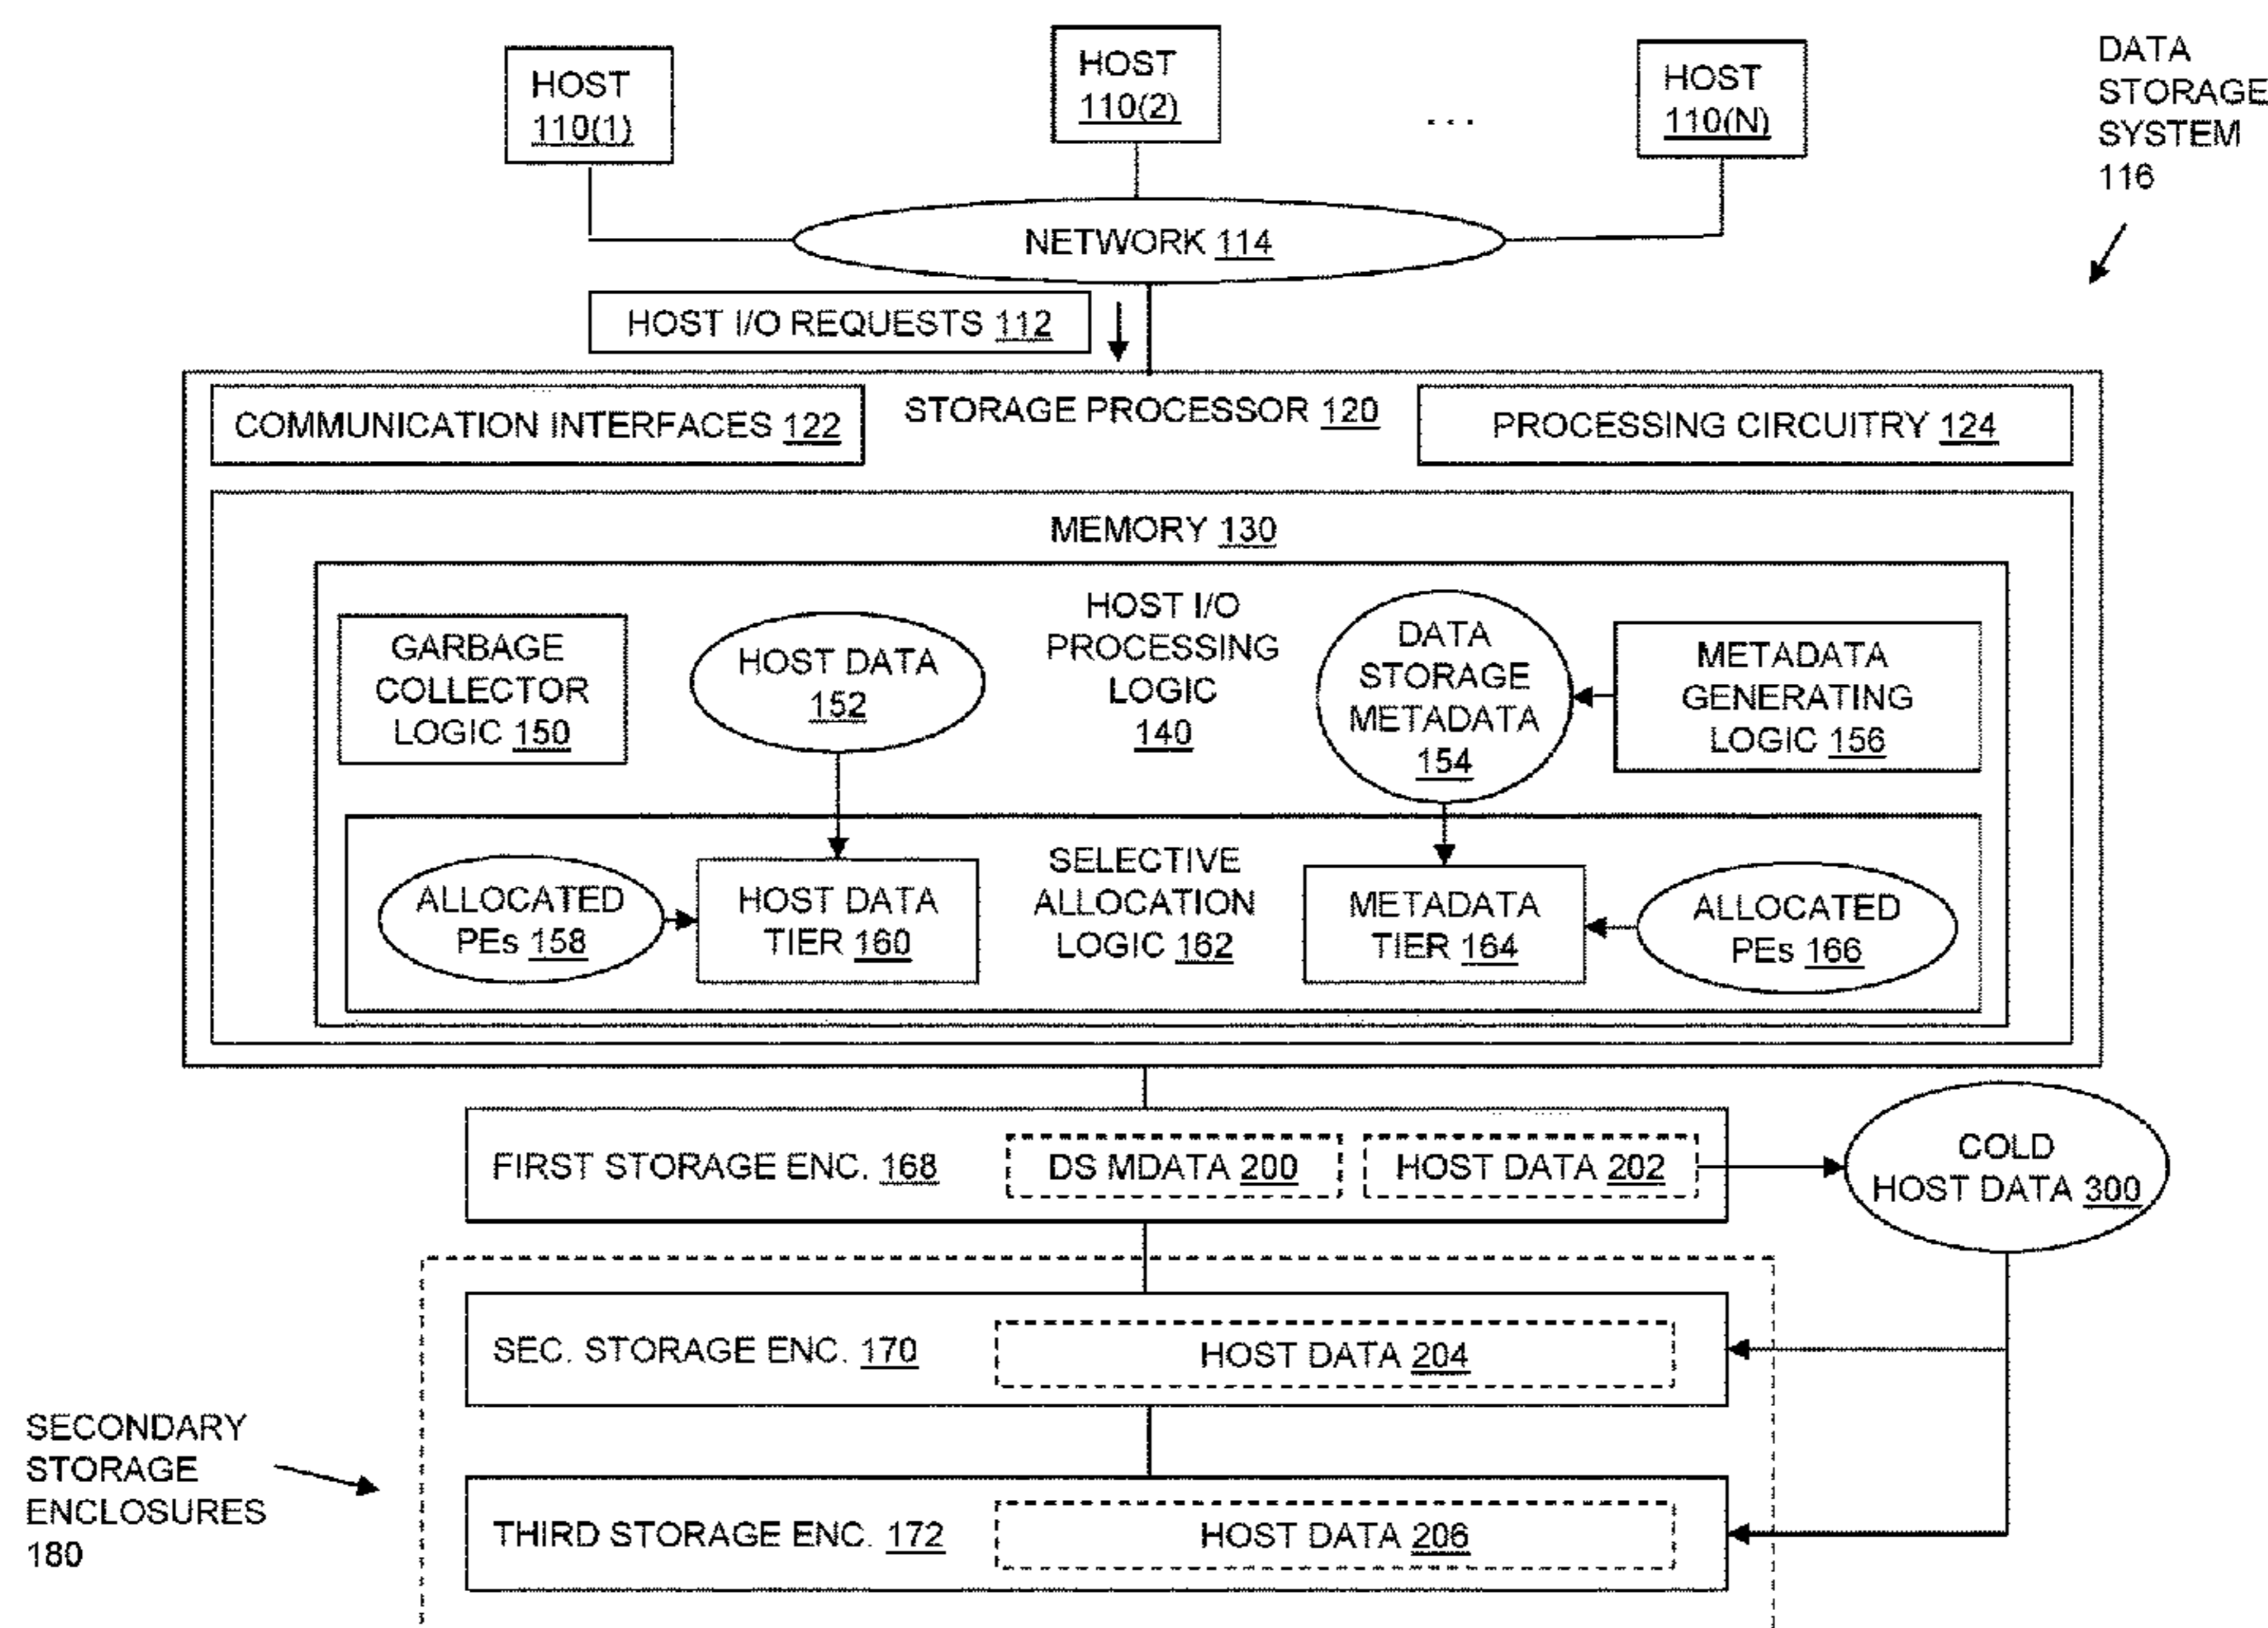 HOST
110(1)
HOST
110(2)
. . .
HOST
110(N)
DATA
STORAGE
SYSTEM
116
NETWORK 114
HOST I/O REQUESTS 112
COMMUNICATION INTERFACES 122
STORAGE PROCESSOR 120
PROCESSING CIRCUITRY 124
MEMORY 130
GARBAGE
COLLECTOR
LOGIC 150
HOST DATA
152
HOST I/O
PROCESSING
LOGIC
140
DATA
STORAGE
METADATA
154
METADATA
GENERATING
LOGIC 156
ALLOCATED
PEs 158
HOST DATA
TIER 160
SELECTIVE
ALLOCATION
LOGIC 162
METADATA
TIER 164
ALLOCATED
PEs 166
FIRST STORAGE ENC. 168
DS MDATA 200
HOST DATA 202
COLD
HOST DATA 300
SEC. STORAGE ENC. 170
HOST DATA 204
SECONDARY
STORAGE
ENCLOSURES
180
THIRD STORAGE ENC. 172
HOST DATA 206